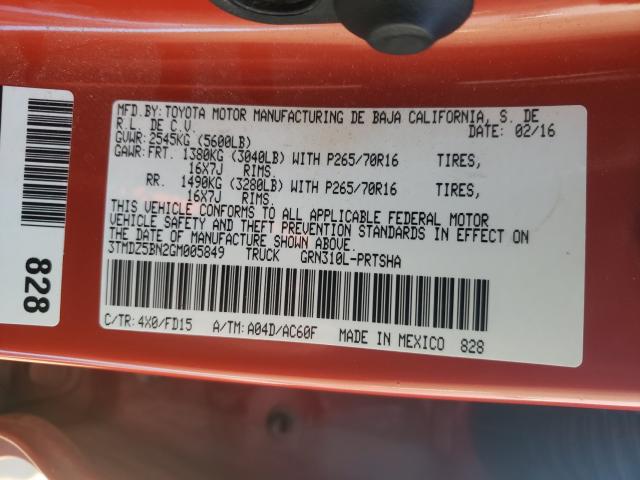 MFD.BY:TOYOTA MOTOR MANUFACTURING DE BAJA CALIFORNIA, S. DE
R.L. DE C.V. DATE: 02/16
GVWR:2545KG (5600LB)
GAWR:FRT. 1380KG (3040LB) WITH P265/70R16 TIRES,
16X7J RIMS
RR. 1490KG (3280LB) WITH P265/70R16 TIRES,
16X7J RIMS.
THIS VEHICLE CONFORMS TO ALL APPLICABLE FEDERAL MOTOR
VEHICLE SAFETY AND THEFT PREVENTION STANDARDS IN EFFECT ON
THE DATE OF MANUFACTURE SHOWN ABOVE.
3TMDZ5BN2GM005849 TRUCK GRN310L-PRTSHA
C/TR:4X0/FD15 A/TM:A04D/AC60F MADE IN MEXICO 828
828